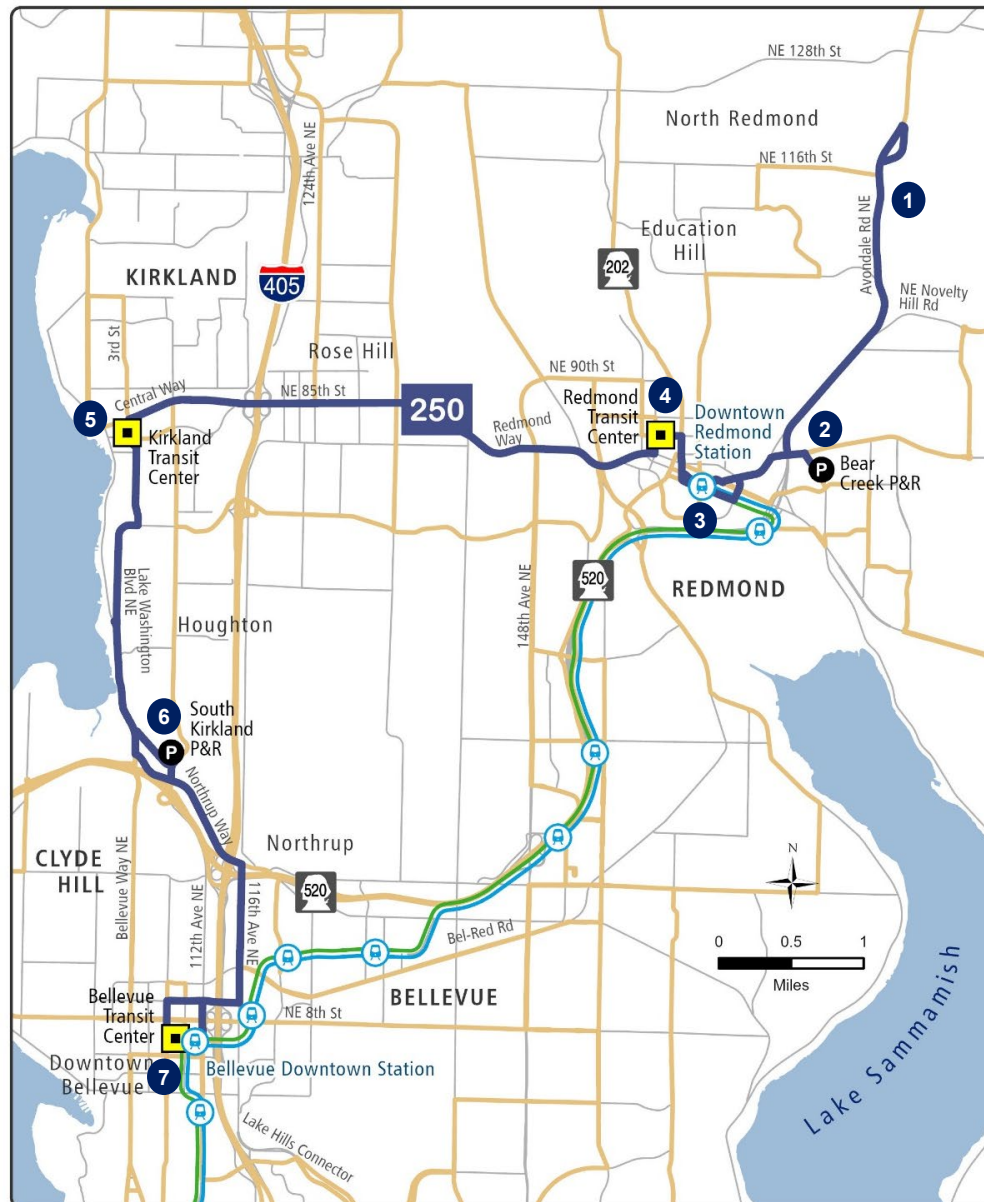 NE 128th St
North Redmond
NE 116th St
1
124th Ave NE
Avondale Rd NE
Education
Hill
202
KIRKLAND
405
NE Novelty
Hill Rd
3rd St
Rose Hill
NE 90th St
Central Way
NE 85th St
250
Redmond
Way
Redmond
Transit
Center
4
Downtown
Redmond
Station
2
5
Kirkland
Transit
Center
P
Bear
Creek P&R
3
Lake Washington
Blvd NE
520
REDMOND
148th Ave NE
Houghton
6
South
Kirkland
P&R
P
Northrup Way
Northrup
CLYDE
HILL
Bellevue Way NE
520
N
112th Ave NE
116th Ave NE
Bel-Red Rd
0 0.5 1
Miles
Bellevue
Transit
Center
BELLEVUE
NE 8th St
Downtown
Bellevue
7
Bellevue Downtown Station
Lake Hills Connector
Lake Sammamish